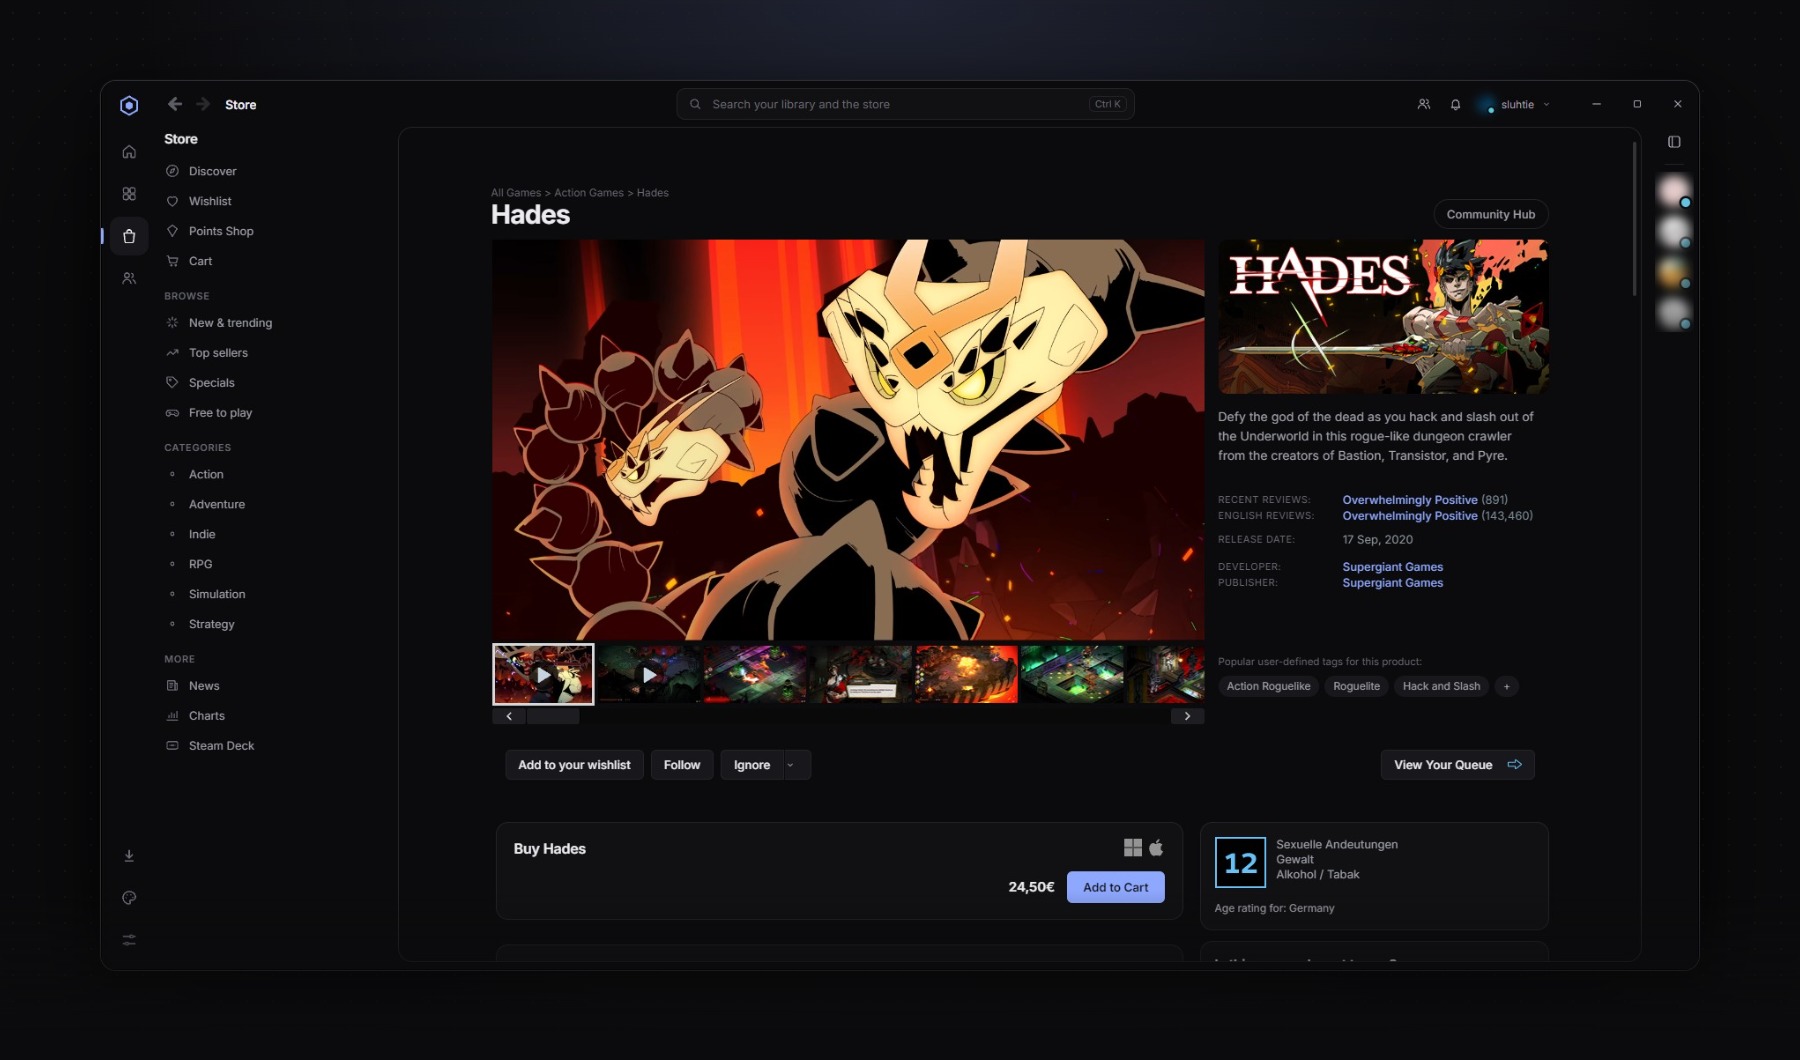 Store
Search your library and the store
Ctrl K
sluhtie
Store
Discover
Wishlist
Points Shop
Cart
BROWSE
New & trending
Top sellers
Specials
Free to play
CATEGORIES
Action
Adventure
Indie
RPG
Simulation
Strategy
MORE
News
Charts
Steam Deck
All Games > Action Games > Hades
Hades
Community Hub
HADES
Defy the god of the dead as you hack and slash out of
the Underworld in this rogue-like dungeon crawler
from the creators of Bastion, Transistor, and Pyre.
RECENT REVIEWS: Overwhelmingly Positive (891)
ENGLISH REVIEWS: Overwhelmingly Positive (143,460)
RELEASE DATE: 17 Sep, 2020
DEVELOPER: Supergiant Games
PUBLISHER: Supergiant Games
Popular user-defined tags for this product:
Action Roguelike Roguelite Hack and Slash +
Add to your wishlist Follow Ignore
View Your Queue
Buy Hades
24,50€ Add to Cart
12
Sexuelle Andeutungen
Gewalt
Alkohol / Tabak
Age rating for: Germany